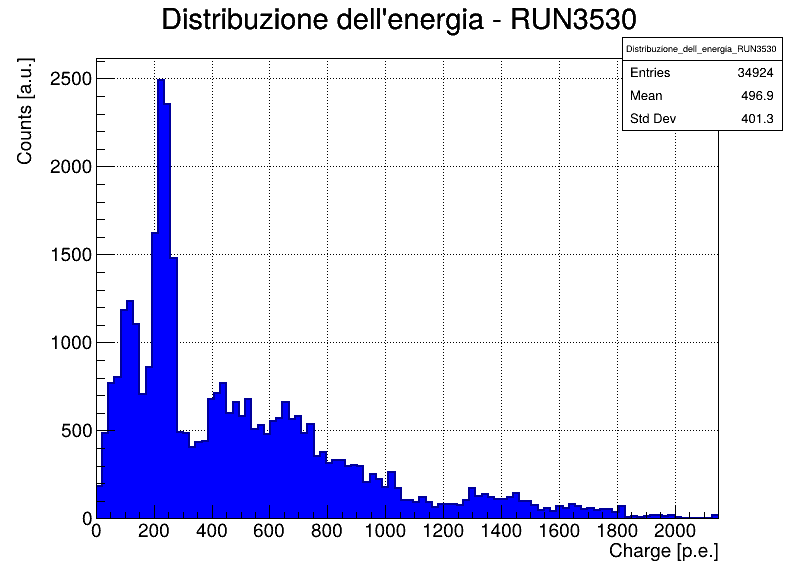 Distribuzione dell'energia - RUN3530
Distribuzione_dell_energia_RUN3530
Entries 34924
Mean 496.9
Std Dev 401.3
Counts [a.u.]
2500
2000
1500
1000
500
0
0 200 400 600 800 1000 1200 1400 1600 1800 2000
Charge [p.e.]